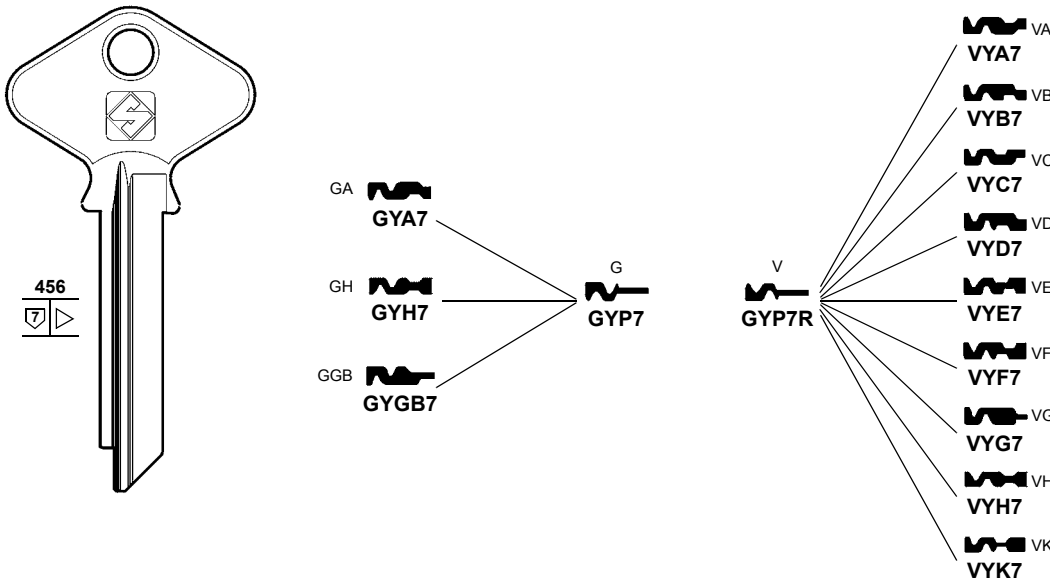 456
7
GA
GYA7
GH
GYH7
GGB
GYGB7
G
GYP7
V
GYP7R
VA
VYA7
VB
VYB7
VC
VYC7
VD
VYD7
VE
VYE7
VF
VYF7
VG
VYG7
VH
VYH7
VK
VYK7